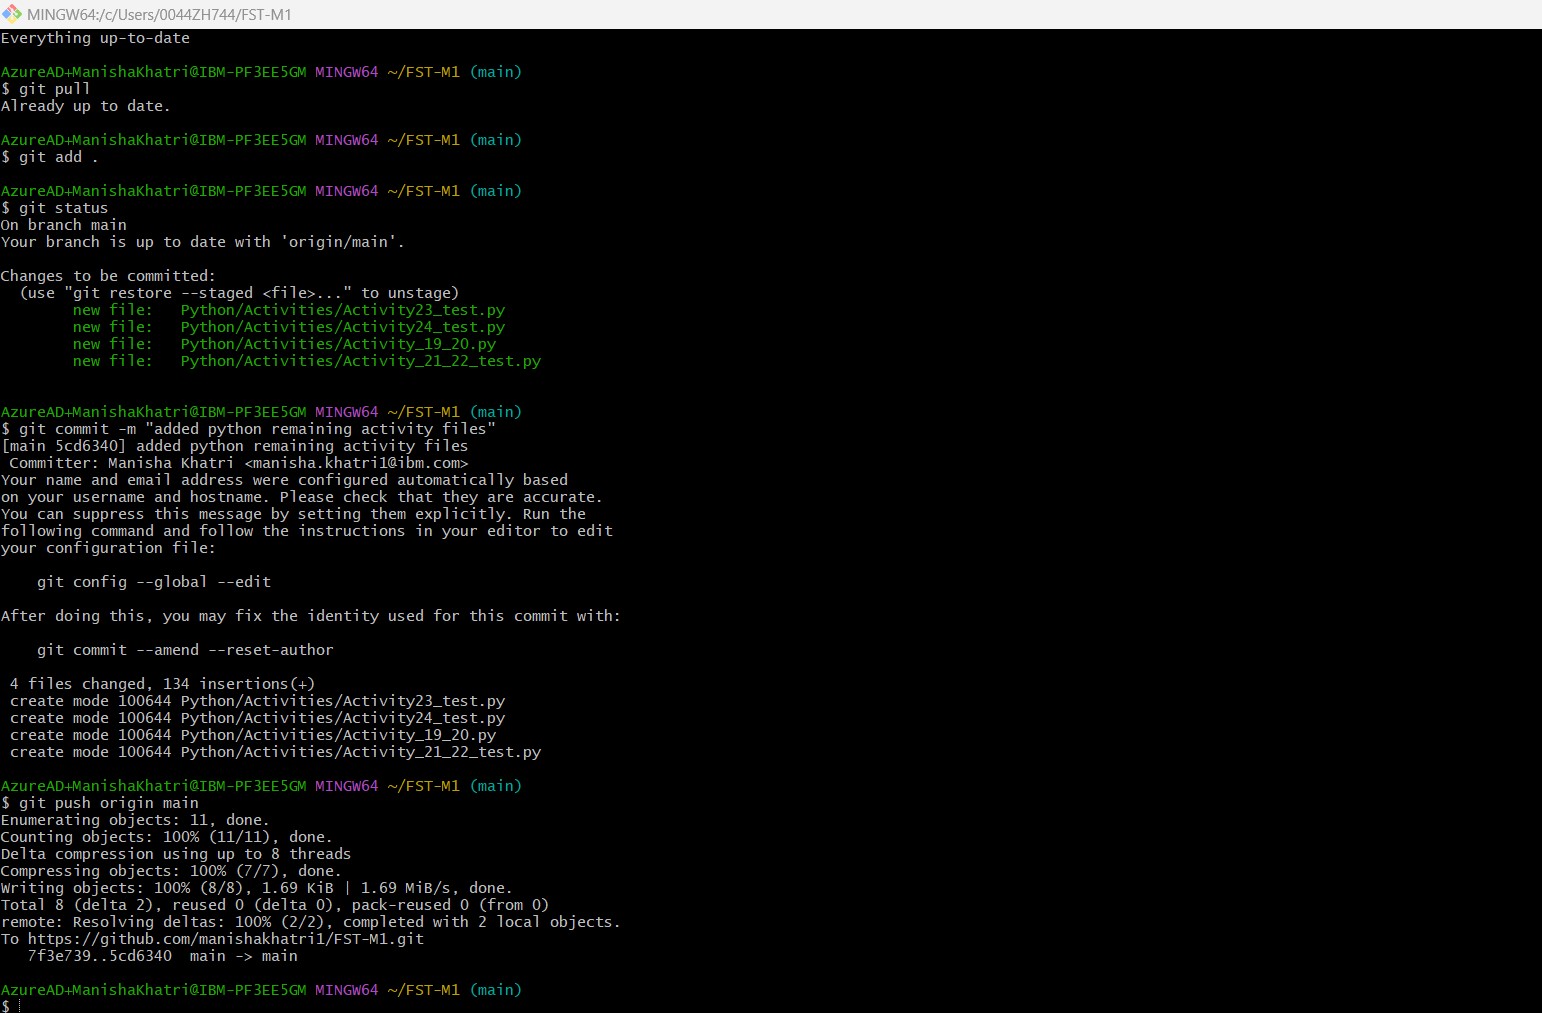 MINGW64:/c/Users/0044ZH744/FST-M1
Everything up-to-date
AzureAD+ManishaKhatri@IBM-PF3EE5GM MINGW64 ~/FST-M1 (main)
$ git pull
Already up to date.
AzureAD+ManishaKhatri@IBM-PF3EE5GM MINGW64 ~/FST-M1 (main)
$ git add .
AzureAD+ManishaKhatri@IBM-PF3EE5GM MINGW64 ~/FST-M1 (main)
$ git status
On branch main
Your branch is up to date with 'origin/main'.
Changes to be committed:
  (use "git restore --staged <file>..." to unstage)
        new file:   Python/Activities/Activity23_test.py
        new file:   Python/Activities/Activity24_test.py
        new file:   Python/Activities/Activity_19_20.py
        new file:   Python/Activities/Activity_21_22_test.py
AzureAD+ManishaKhatri@IBM-PF3EE5GM MINGW64 ~/FST-M1 (main)
$ git commit -m "added python remaining activity files"
[main 5cd6340] added python remaining activity files
 Committer: Manisha Khatri <manisha.khatri1@ibm.com>
Your name and email address were configured automatically based
on your username and hostname. Please check that they are accurate.
You can suppress this message by setting them explicitly. Run the
following command and follow the instructions in your editor to edit
your configuration file:
    git config --global --edit
After doing this, you may fix the identity used for this commit with:
    git commit --amend --reset-author
 4 files changed, 134 insertions(+)
 create mode 100644 Python/Activities/Activity23_test.py
 create mode 100644 Python/Activities/Activity24_test.py
 create mode 100644 Python/Activities/Activity_19_20.py
 create mode 100644 Python/Activities/Activity_21_22_test.py
AzureAD+ManishaKhatri@IBM-PF3EE5GM MINGW64 ~/FST-M1 (main)
$ git push origin main
Enumerating objects: 11, done.
Counting objects: 100% (11/11), done.
Delta compression using up to 8 threads
Compressing objects: 100% (7/7), done.
Writing objects: 100% (8/8), 1.69 KiB | 1.69 MiB/s, done.
Total 8 (delta 2), reused 0 (delta 0), pack-reused 0 (from 0)
remote: Resolving deltas: 100% (2/2), completed with 2 local objects.
To https://github.com/manishakhatri1/FST-M1.git
   7f3e739..5cd6340  main -> main
AzureAD+ManishaKhatri@IBM-PF3EE5GM MINGW64 ~/FST-M1 (main)
$